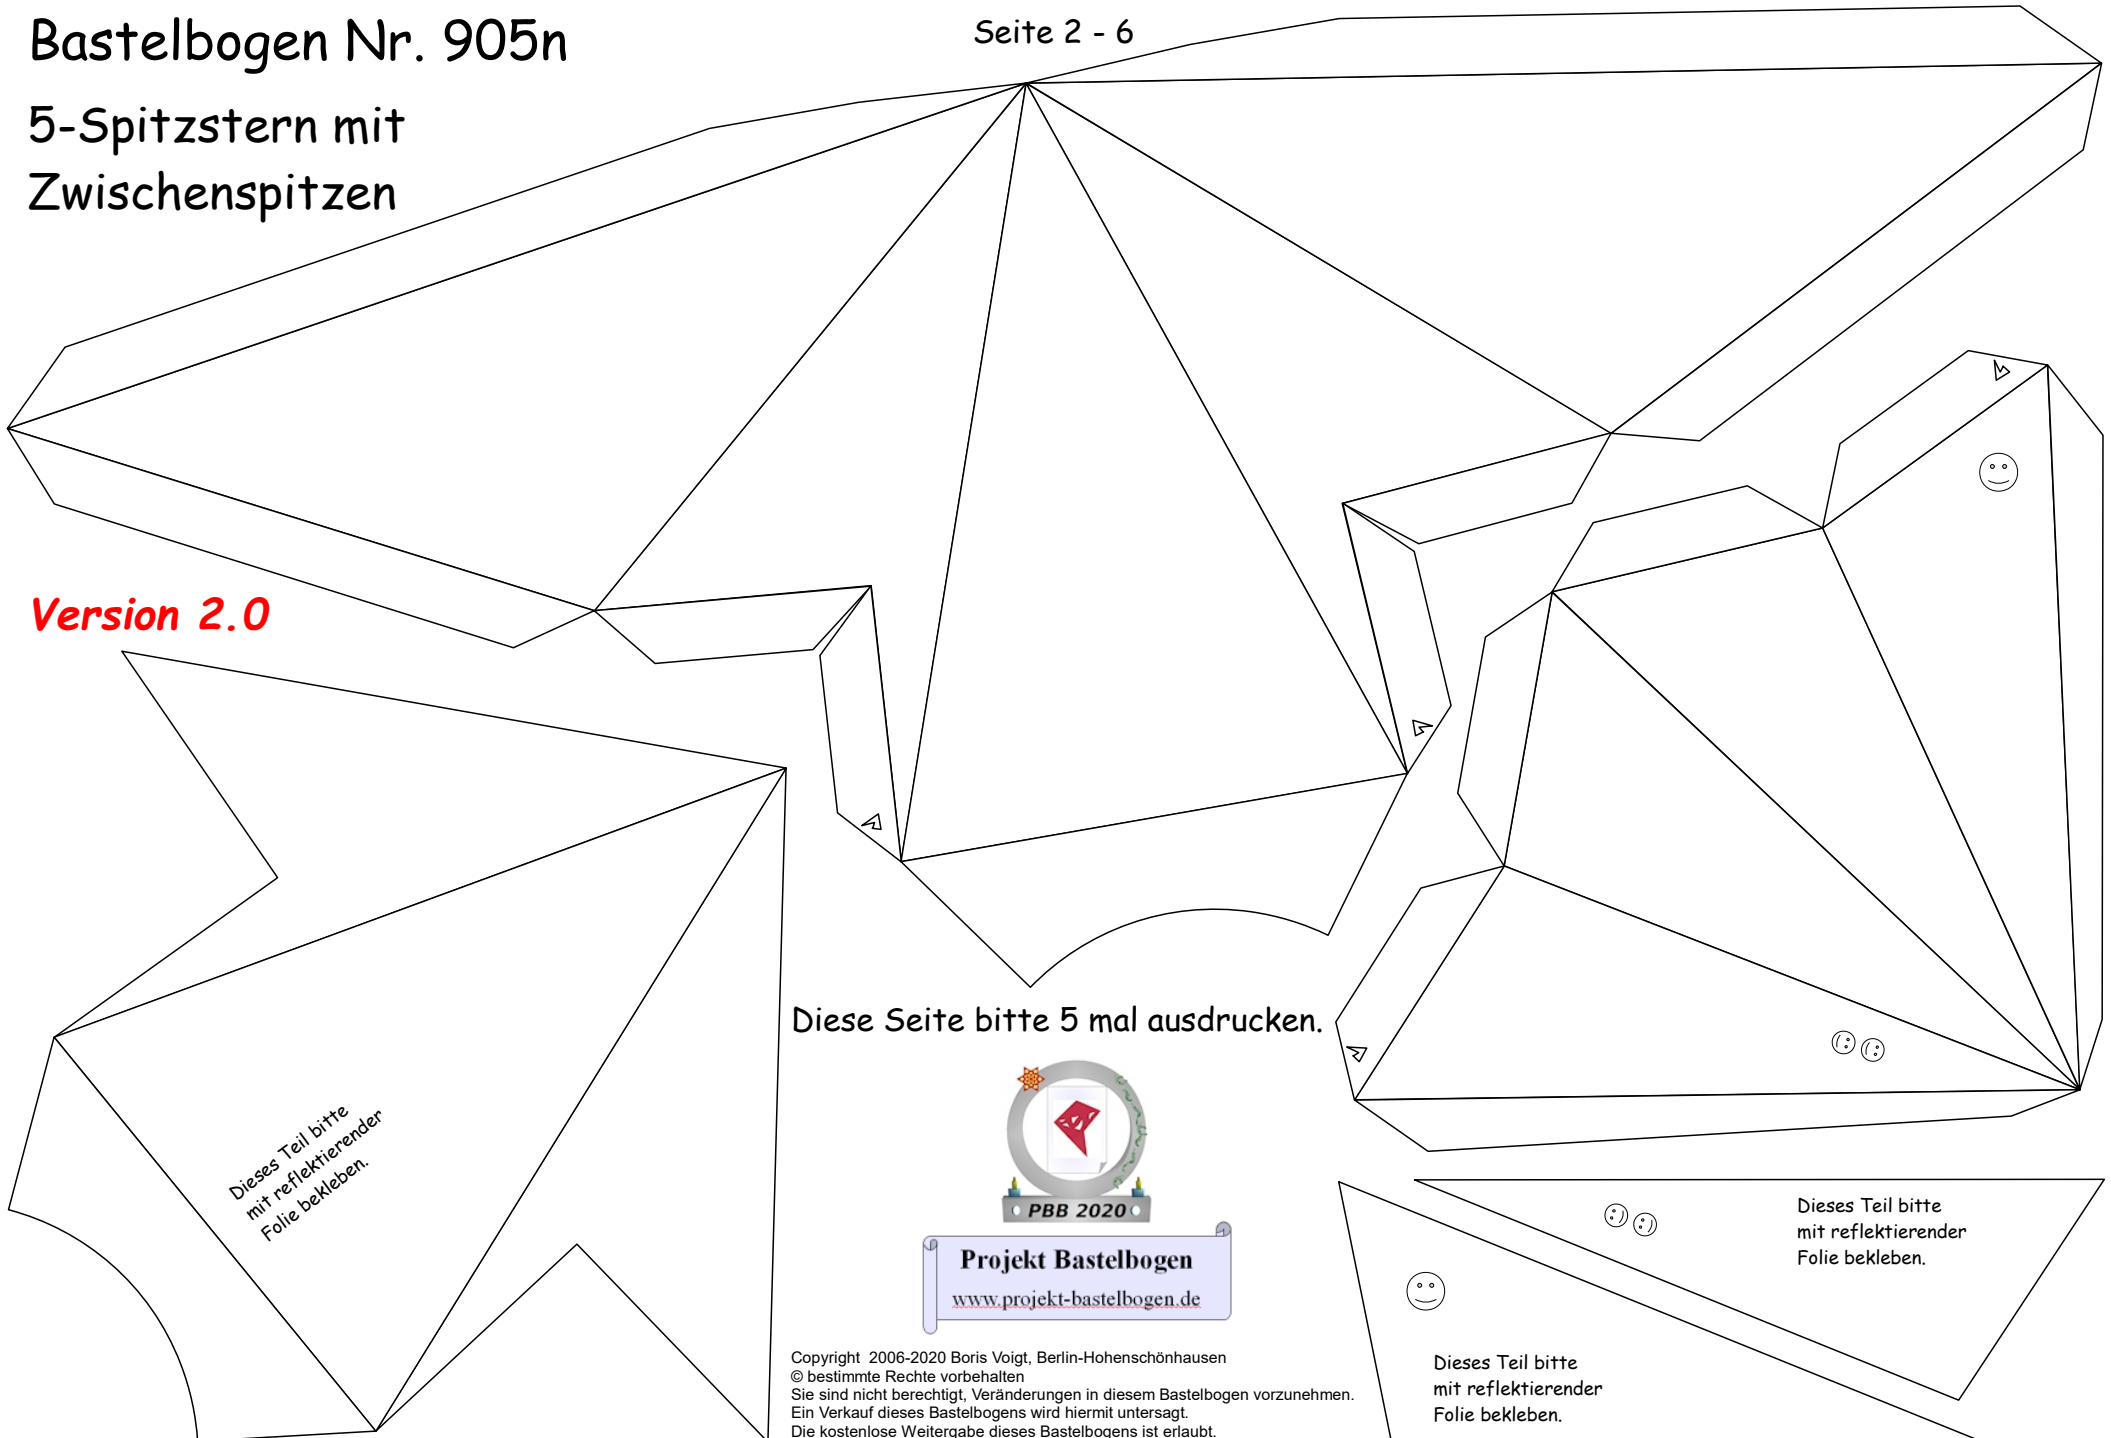 Bastelbogen Nr. 905n
Seite 2 - 6
5-Spitzstern mit
Zwischenspitzen
Version 2.0
Dieses Teil bitte
mit reflektierender
Folie bekleben.
Diese Seite bitte 5 mal ausdrucken.
PBB 2020
Projekt Bastelbogen
www.projekt-bastelbogen.de
Dieses Teil bitte
mit reflektierender
Folie bekleben.
Dieses Teil bitte
mit reflektierender
Folie bekleben.
Copyright 2006-2020 Boris Voigt, Berlin-Hohenschönhausen
© bestimmte Rechte vorbehalten
Sie sind nicht berechtigt, Veränderungen in diesem Bastelbogen vorzunehmen.
Ein Verkauf dieses Bastelbogens wird hiermit untersagt.
Die kostenlose Weitergabe dieses Bastelbogens ist erlaubt.